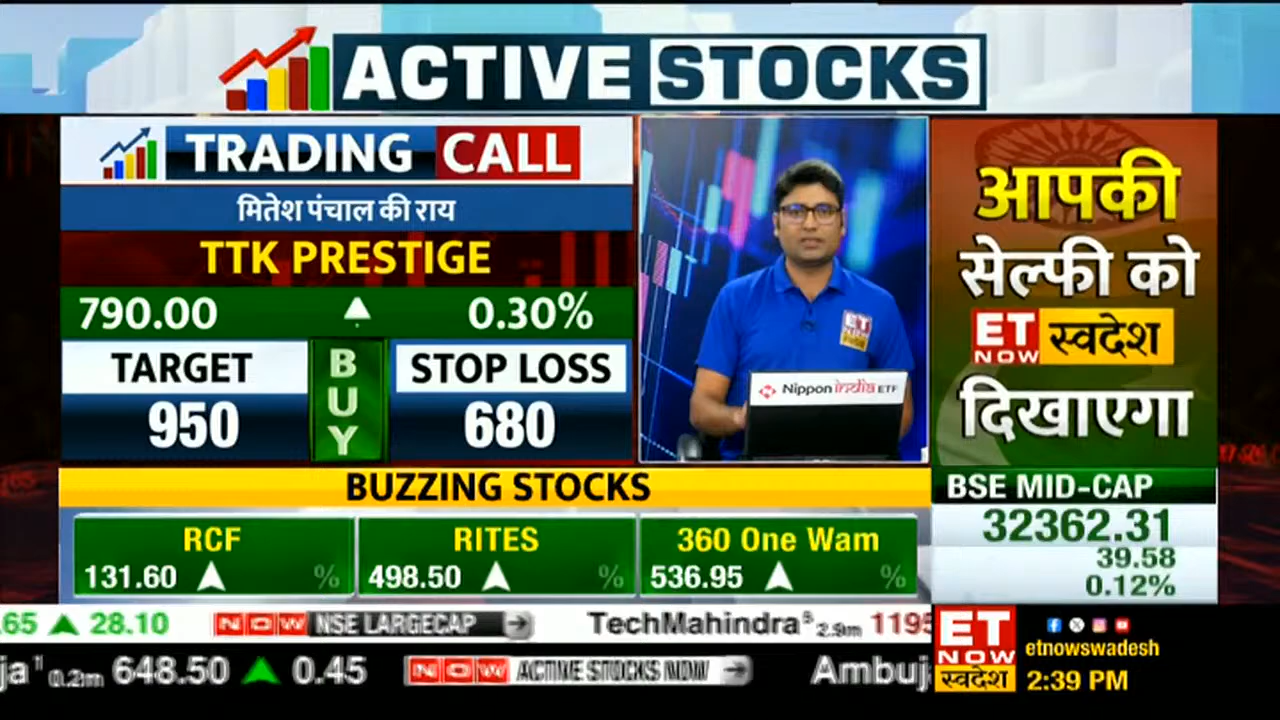 ACTIVE STOCKS
TRADING CALL
मितेश पंचाल की राय
TTK PRESTIGE
790.00 ▲ 0.30%
TARGET
950
BUY
STOP LOSS
680
ET
NOW
Nippon india ETF
आपकी
सेल्फी को
ET NOW स्वदेश
दिखाएगा
BUZZING STOCKS
RCF
131.60 ▲ %
RITES
498.50 ▲ %
360 One Wam
536.95 ▲ %
BSE MID-CAP
32362.31
39.58
0.12%
.65 ▲ 28.10 NOW NSE LARGECAP TechMahindra S 2.9m 1195
ja 1 0.2m 648.50 ▲ 0.45 NOW ACTIVE STOCKS NOW Ambuj
ET
NOW
स्वदेश
etnowswadesh
2:39 PM